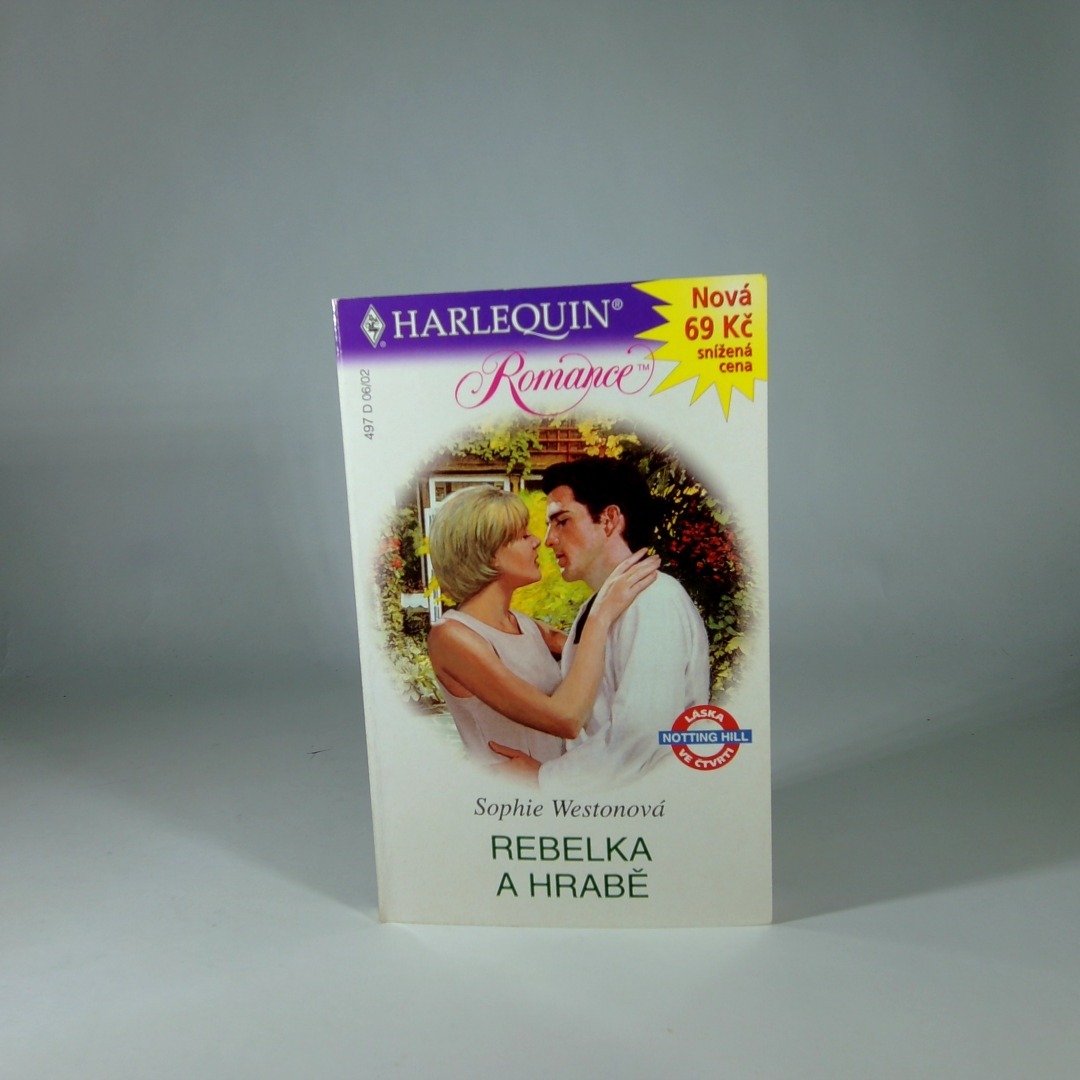 HARLEQUIN®
Romance™
Nová
69 Kč
snížená
cena
497 D 06/02
LÁSKA
NOTTING HILL
VE ČTVRTI
Sophie Westonová
REBELKA
A HRABĚ